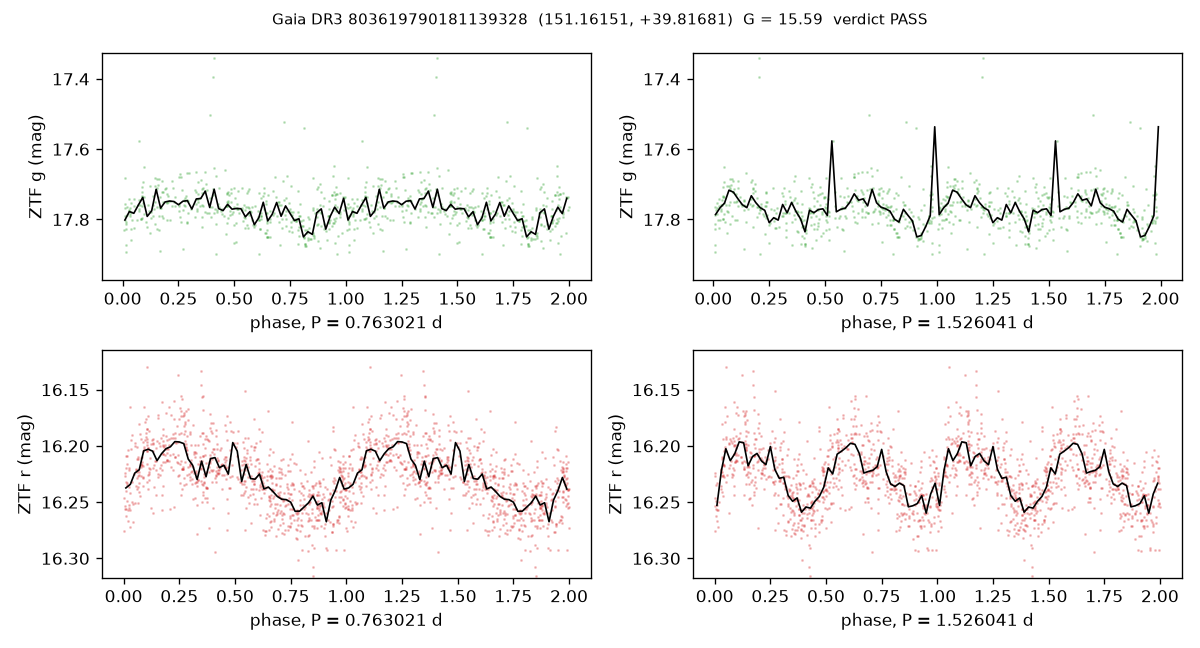 Gaia DR3 803619790181139328 (151.16151, +39.81681) G = 15.59 verdict PASS
ZTF g (mag)
17.4
17.6
17.8
0.00 0.25 0.50 0.75 1.00 1.25 1.50 1.75 2.00
phase, P = 0.763021 d
ZTF g (mag)
17.4
17.6
17.8
0.00 0.25 0.50 0.75 1.00 1.25 1.50 1.75 2.00
phase, P = 1.526041 d
ZTF r (mag)
16.15
16.20
16.25
16.30
0.00 0.25 0.50 0.75 1.00 1.25 1.50 1.75 2.00
phase, P = 0.763021 d
ZTF r (mag)
16.15
16.20
16.25
16.30
0.00 0.25 0.50 0.75 1.00 1.25 1.50 1.75 2.00
phase, P = 1.526041 d